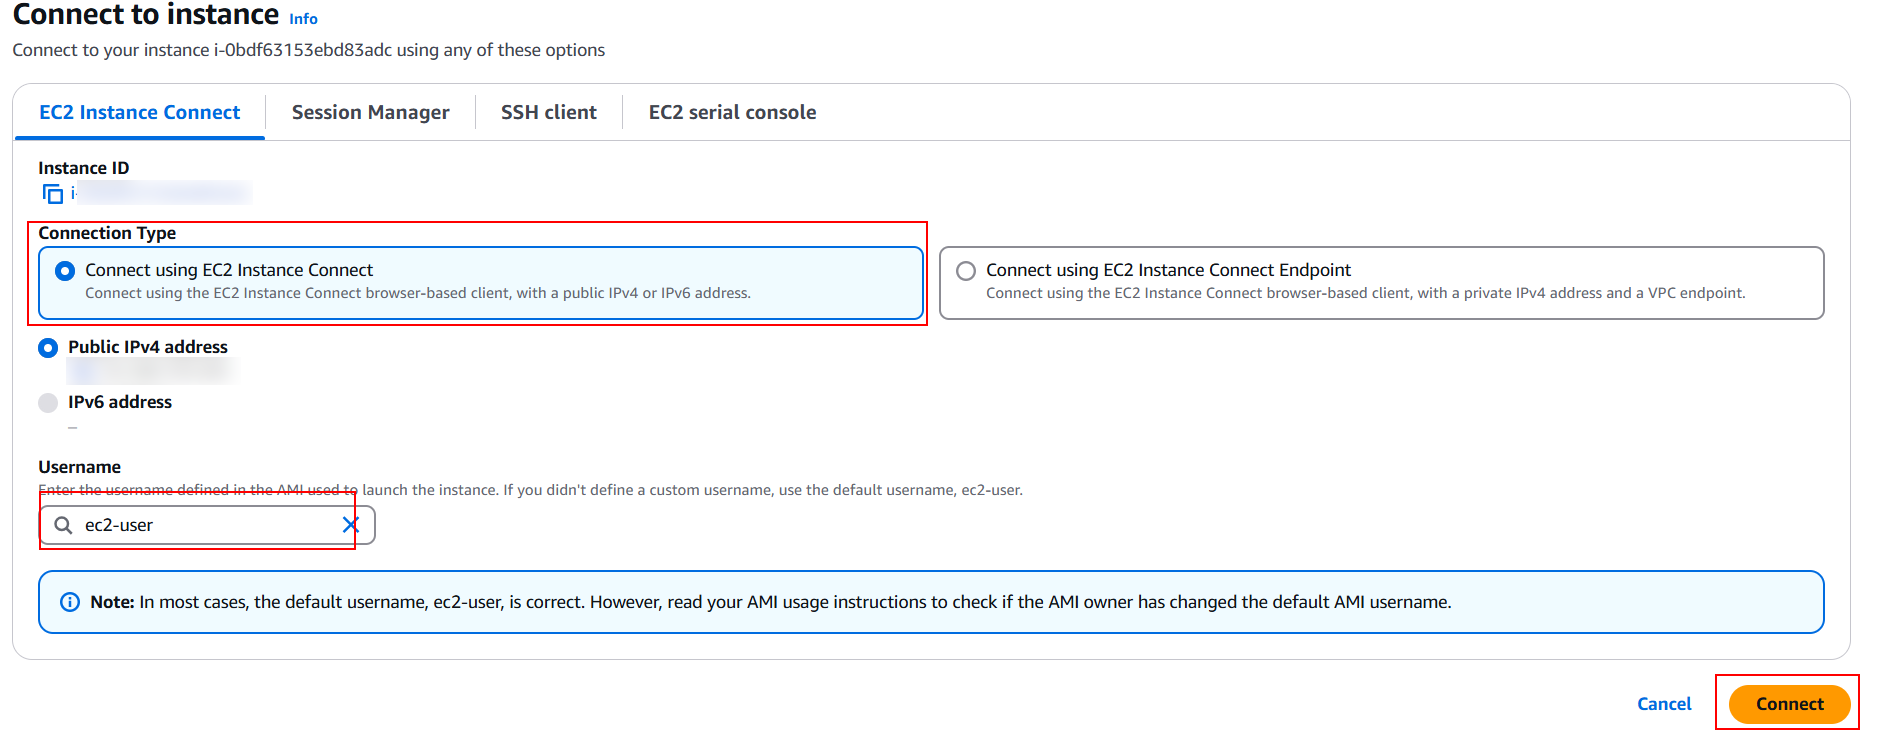 Connect to instance Info
Connect to your instance i-0bdf63153ebd83adc using any of these options
EC2 Instance Connect Session Manager SSH client EC2 serial console
Instance ID
Connection Type
Connect using EC2 Instance Connect
Connect using the EC2 Instance Connect browser-based client, with a public IPv4 or IPv6 address.
Connect using EC2 Instance Connect Endpoint
Connect using the EC2 Instance Connect browser-based client, with a private IPv4 address and a VPC endpoint.
Public IPv4 address
IPv6 address
–
Username
Enter the username defined in the AMI used to launch the instance. If you didn't define a custom username, use the default username, ec2-user.
ec2-user
Note: In most cases, the default username, ec2-user, is correct. However, read your AMI usage instructions to check if the AMI owner has changed the default AMI username.
Cancel Connect